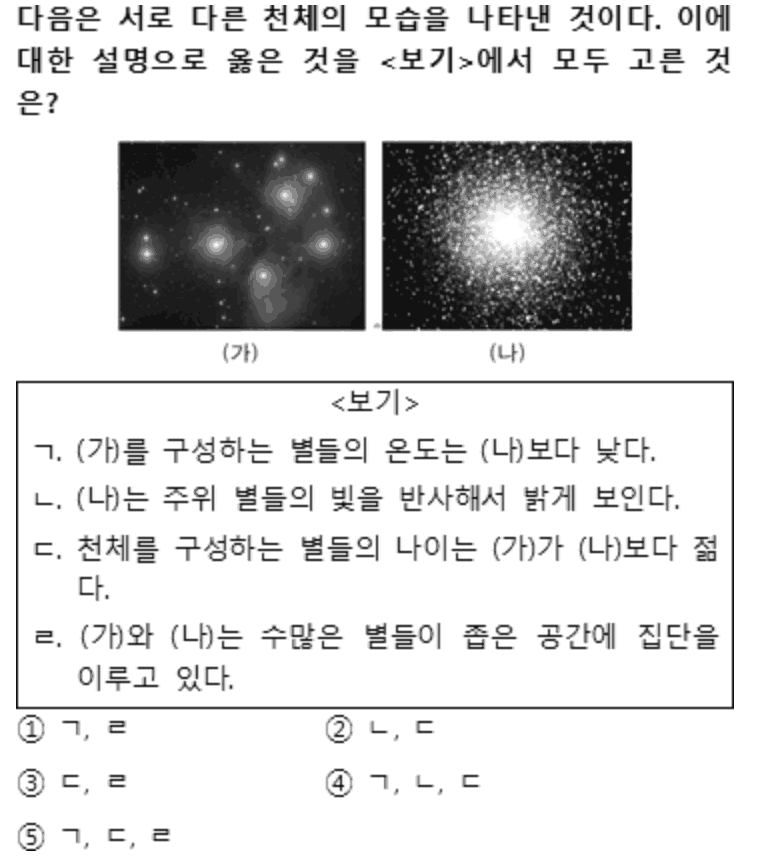 다음은 서로 다른 천체의 모습을 나타낸 것이다. 이에
대한 설명으로 옳은 것을 <보기>에서 모두 고른 것
은?
(가)
(나)
<보기>
ㄱ. (가)를 구성하는 별들의 온도는 (나)보다 낮다.
ㄴ. (나)는 주위 별들의 빛을 반사해서 밝게 보인다.
ㄷ. 천체를 구성하는 별들의 나이는 (가)가 (나)보다 젊
다.
ㄹ. (가)와 (나)는 수많은 별들이 좁은 공간에 집단을
이루고 있다.
① ㄱ, ㄹ
② ㄴ, ㄷ
③ ㄷ, ㄹ
④ ㄱ, ㄴ, ㄷ
⑤ ㄱ, ㄷ, ㄹ